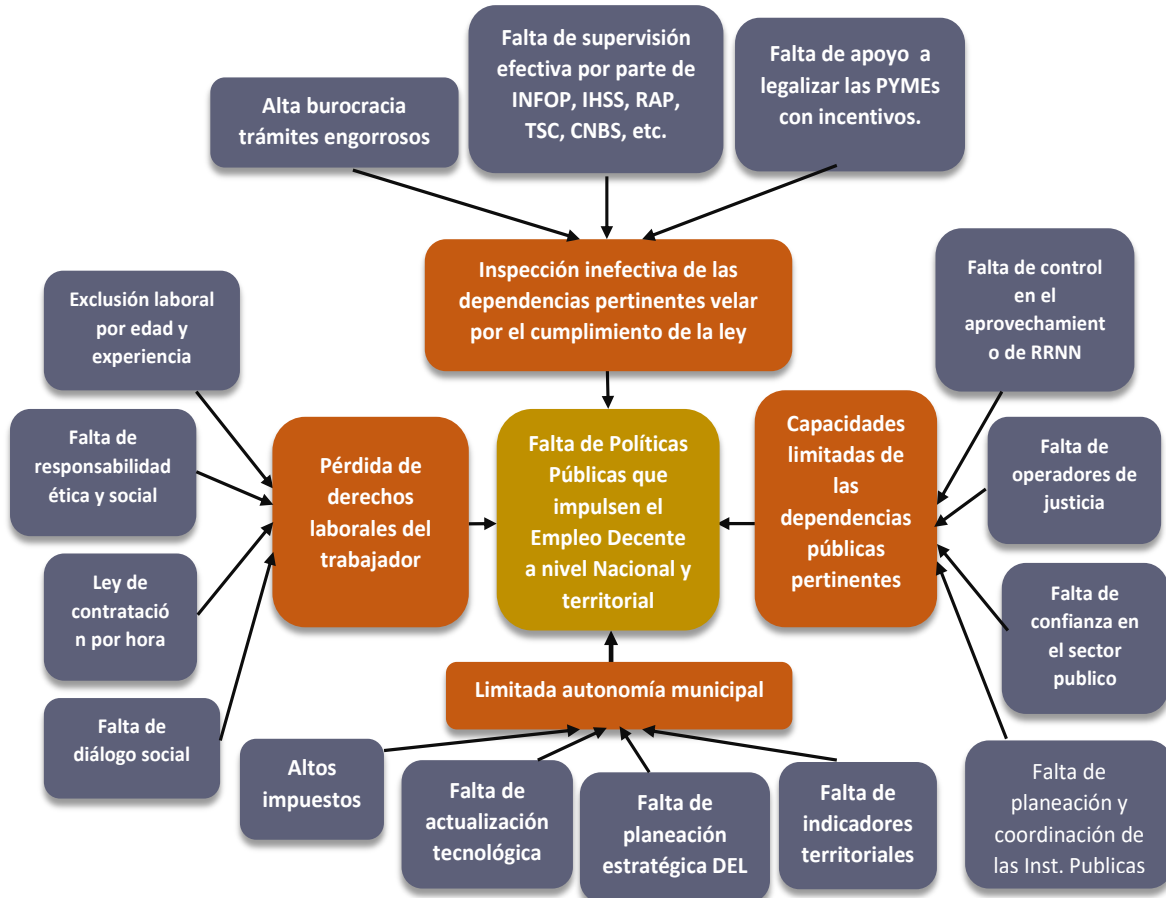 Alta burocracia
trámites engorrosos
Falta de supervisión
efectiva por parte de
INFOP, IHSS, RAP,
TSC, CNBS, etc.
Falta de apoyo a
legalizar las PYMEs
con incentivos.
Inspección inefectiva de las
dependencias pertinentes velar
por el cumplimiento de la ley
Exclusión laboral
por edad y
experiencia
Falta de
responsabilidad
ética y social
Ley de
contratació
n por hora
Falta de
diálogo social
Pérdida de
derechos
laborales del
trabajador
Falta de Políticas
Públicas que
impulsen el
Empleo Decente
a nivel Nacional y
territorial
Capacidades
limitadas de
las
dependencias
públicas
pertinentes
Falta de control
en el
aprovechamient
o de RRNN
Falta de
operadores de
justicia
Falta de
confianza en
el sector
publico
Falta de
planeación y
coordinación de
las Inst. Publicas
Limitada autonomía municipal
Altos
impuestos
Falta de
actualización
tecnológica
Falta de
planeación
estratégica DEL
Falta de
indicadores
territoriales